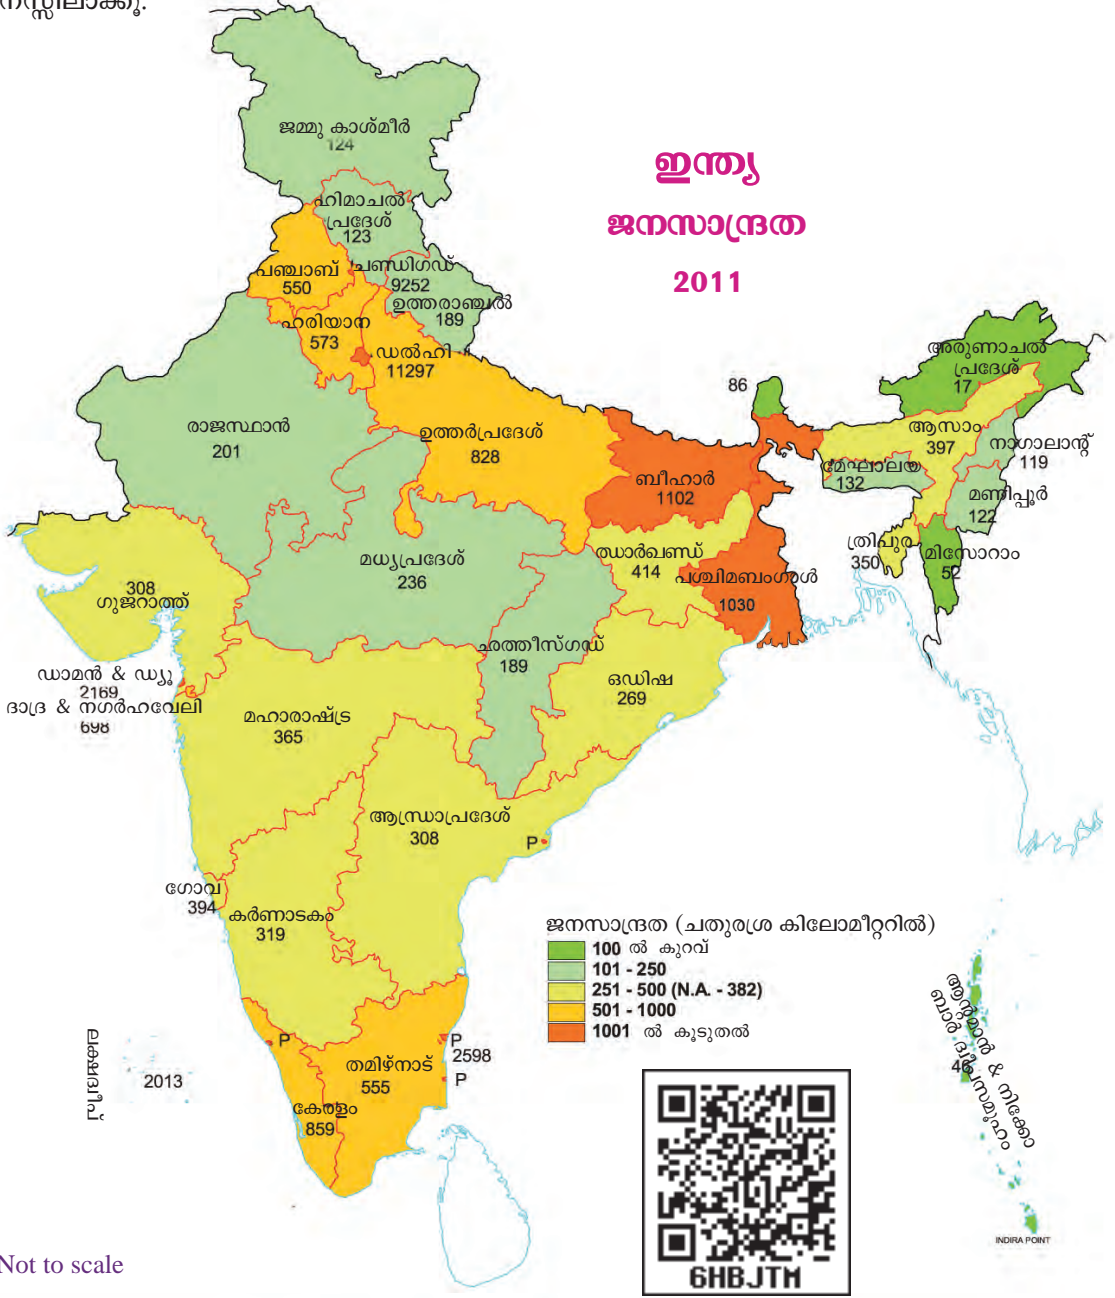 ഇന്ത്യ
ജനസാന്ദ്രത
2011
ജമ്മു കാശ്മീർ
124
ഹിമാചൽ
പ്രദേശ്
123
പഞ്ചാബ്
550
ചണ്ഡിഗഡ്
9252
ഉത്തരാഞ്ചൽ
189
ഹരിയാന
573
ഡൽഹി
11297
രാജസ്ഥാൻ
201
ഉത്തർപ്രദേശ്
828
86
അരുണാചൽ
പ്രദേശ്
17
ആസാം
397
നാഗാലാന്റ്
119
മേഘാലയ
132
മണിപ്പൂർ
122
ത്രിപുര
350
മിസോറാം
52
ബീഹാർ
1102
ഝാർഖണ്ഡ്
414
പശ്ചിമബംഗാൾ
1030
മധ്യപ്രദേശ്
236
308
ഗുജറാത്ത്
ഛത്തീസ്ഗഡ്
189
ഒഡിഷ
269
ഡാമൻ & ഡ്യൂ
2169
ദാദ്ര & നഗർഹവേലി
698
മഹാരാഷ്ട്ര
365
ആന്ധ്രാപ്രദേശ്
308
P
ഗോവ
394
കർണാടകം
319
ജനസാന്ദ്രത (ചതുരശ്ര കിലോമീറ്ററിൽ)
100 ൽ കുറവ്
101 - 250
251 - 500 (N.A. - 382)
501 - 1000
1001 ൽ കൂടുതൽ
P
P
2598
P
തമിഴ്നാട്
555
കേരളം
859
ലക്ഷദ്വീപ്
2013
ആന്റമാൻ & നിക്കോ
ബാർ ദ്വീപസമൂഹം
46
INDIRA POINT
6HBJTM
Not to scale